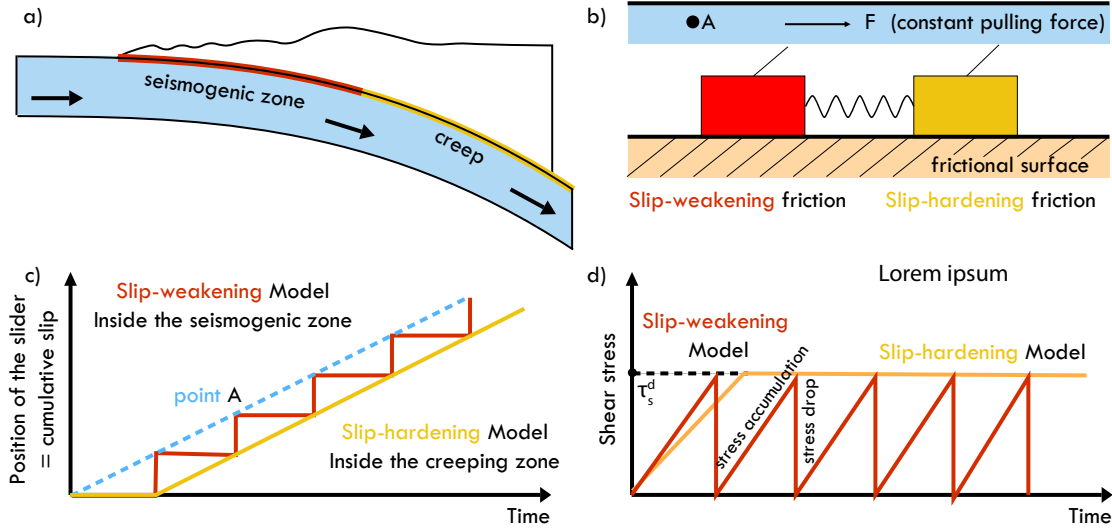 a)
seismogenic zone
creep
b)
A
F (constant pulling force)
frictional surface
Slip-weakening friction
Slip-hardening friction
c)
Slip-weakening Model
Inside the seismogenic zone
point A
Slip-hardening Model
Inside the creeping zone
Position of the slider
= cumulative slip
Time
d)
Lorem ipsum
Slip-weakening
Model
Slip-hardening Model
τ_s^d
stress accumulation
stress drop
Shear stress
Time